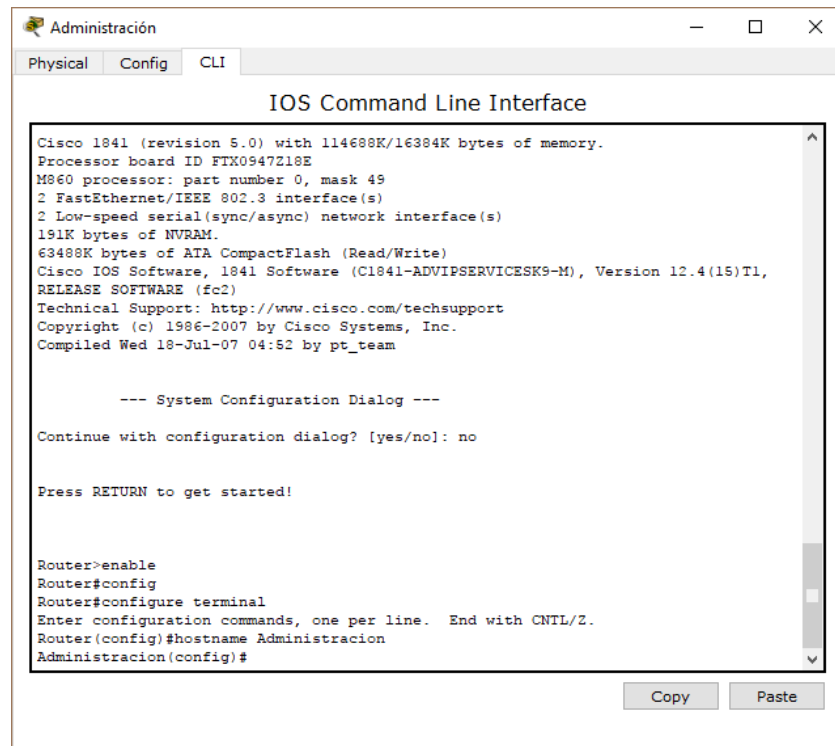 Administración
Physical Config CLI
IOS Command Line Interface
Cisco 1841 (revision 5.0) with 114688K/16384K bytes of memory.
Processor board ID FTX0947Z18E
M860 processor: part number 0, mask 49
2 FastEthernet/IEEE 802.3 interface(s)
2 Low-speed serial(sync/async) network interface(s)
191K bytes of NVRAM.
63488K bytes of ATA CompactFlash (Read/Write)
Cisco IOS Software, 1841 Software (C1841-ADVIPSERVICESK9-M), Version 12.4(15)T1,
RELEASE SOFTWARE (fc2)
Technical Support: http://www.cisco.com/techsupport
Copyright (c) 1986-2007 by Cisco Systems, Inc.
Compiled Wed 18-Jul-07 04:52 by pt_team
--- System Configuration Dialog ---
Continue with configuration dialog? [yes/no]: no
Press RETURN to get started!
Router>enable
Router#config
Router#configure terminal
Enter configuration commands, one per line.  End with CNTL/Z.
Router(config)#hostname Administracion
Administracion(config)#
Copy Paste